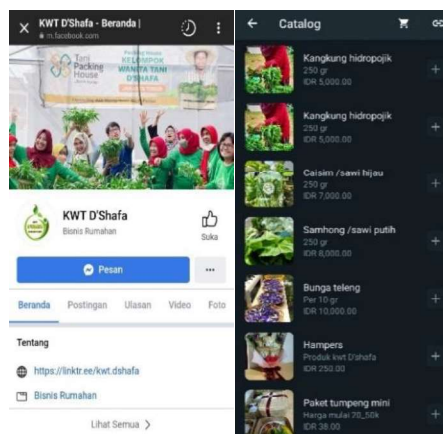 KWT D'Shafa - Beranda |
m.facebook.com
Tani
Packing
House
Packing House
KELOMPOK
WANITA TANI
D'SHAFA
KWT D'Shafa
Bisnis Rumahan
Suka
Pesan
Beranda Postingan Ulasan Video Foto
Tentang
https://linktr.ee/kwt.dshafa
Bisnis Rumahan
Lihat Semua >
Catalog
Kangkung hidropojik
250 gr
IDR 5,000.00
Kangkung hidropojik
250 gr
IDR 5,000.00
Caisim /sawi hijau
250 gr
IDR 7,000.00
Samhong /sawi putih
250 gr
IDR 8,000.00
Bunga teleng
Per 10 gr
IDR 10,000.00
Hampers
Produk kwt D'shafa
IDR 250.00
Paket tumpeng mini
Harga mulai 20_50k
IDR 38.00